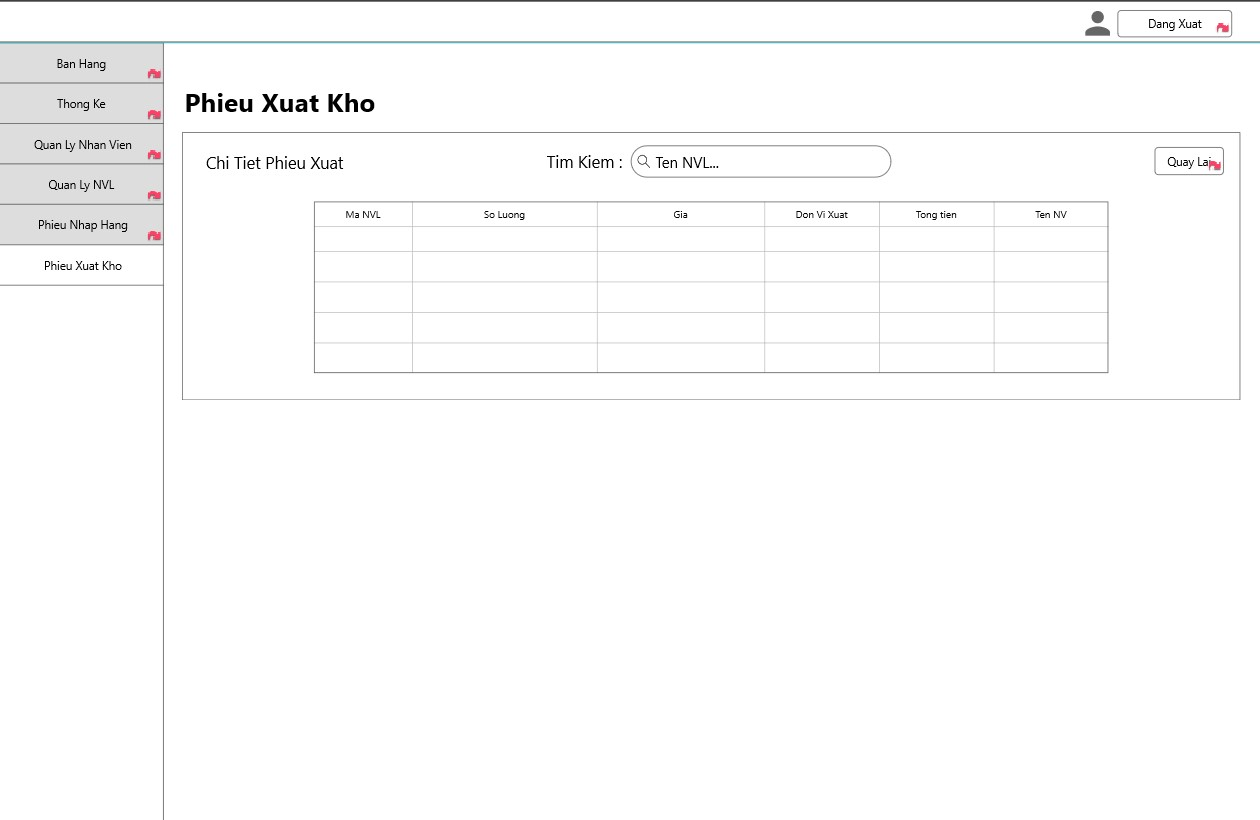 Dang Xuat
Ban Hang
Thong Ke
Quan Ly Nhan Vien
Quan Ly NVL
Phieu Nhap Hang
Phieu Xuat Kho
Phieu Xuat Kho
Chi Tiet Phieu Xuat
Tim Kiem :
Ten NVL...
Quay Lai
Ma NVL
So Luong
Gia
Don Vi Xuat
Tong tien
Ten NV